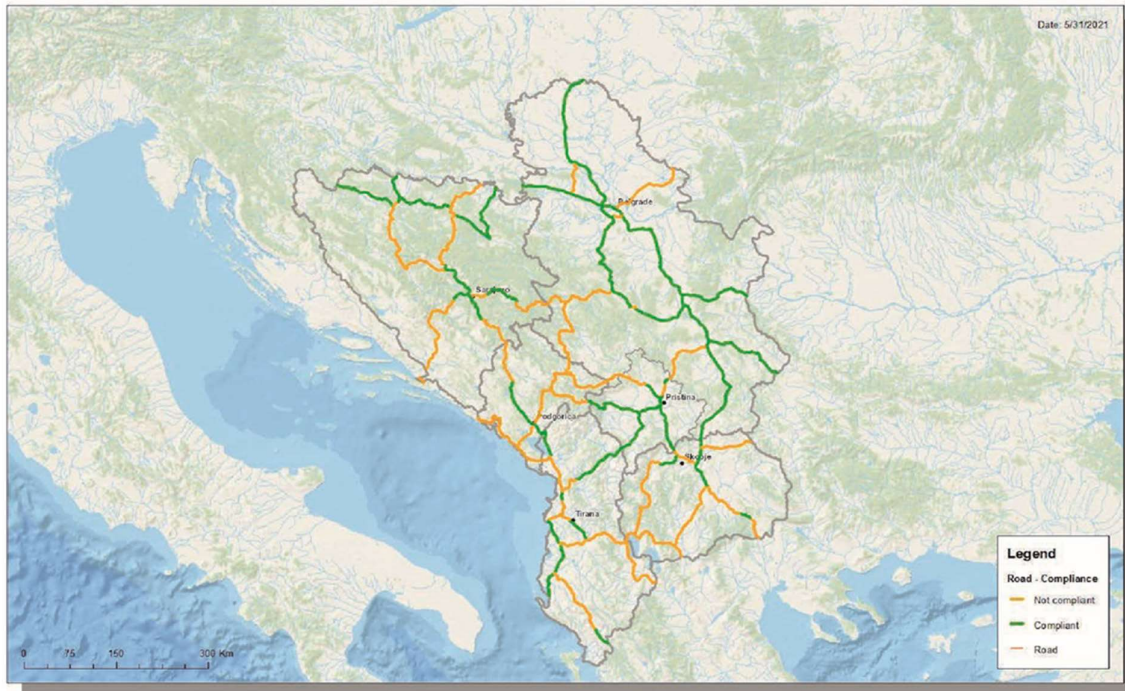 Date: 5/31/2021
Belgrade
Sarajevo
Pristina
odgorica
Skopje
Tirana
Legend
Road - Compliance
Not compliant
Compliant
Road
0 75 150 300 Km